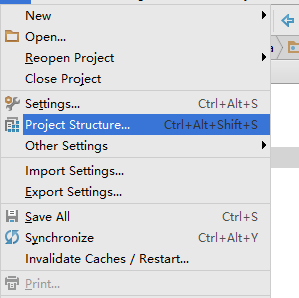 New
Open...
Reopen Project
Close Project
Settings... Ctrl+Alt+S
Project Structure... Ctrl+Alt+Shift+S
Other Settings
Import Settings...
Export Settings...
Save All Ctrl+S
Synchronize Ctrl+Alt+Y
Invalidate Caches / Restart...
Print...